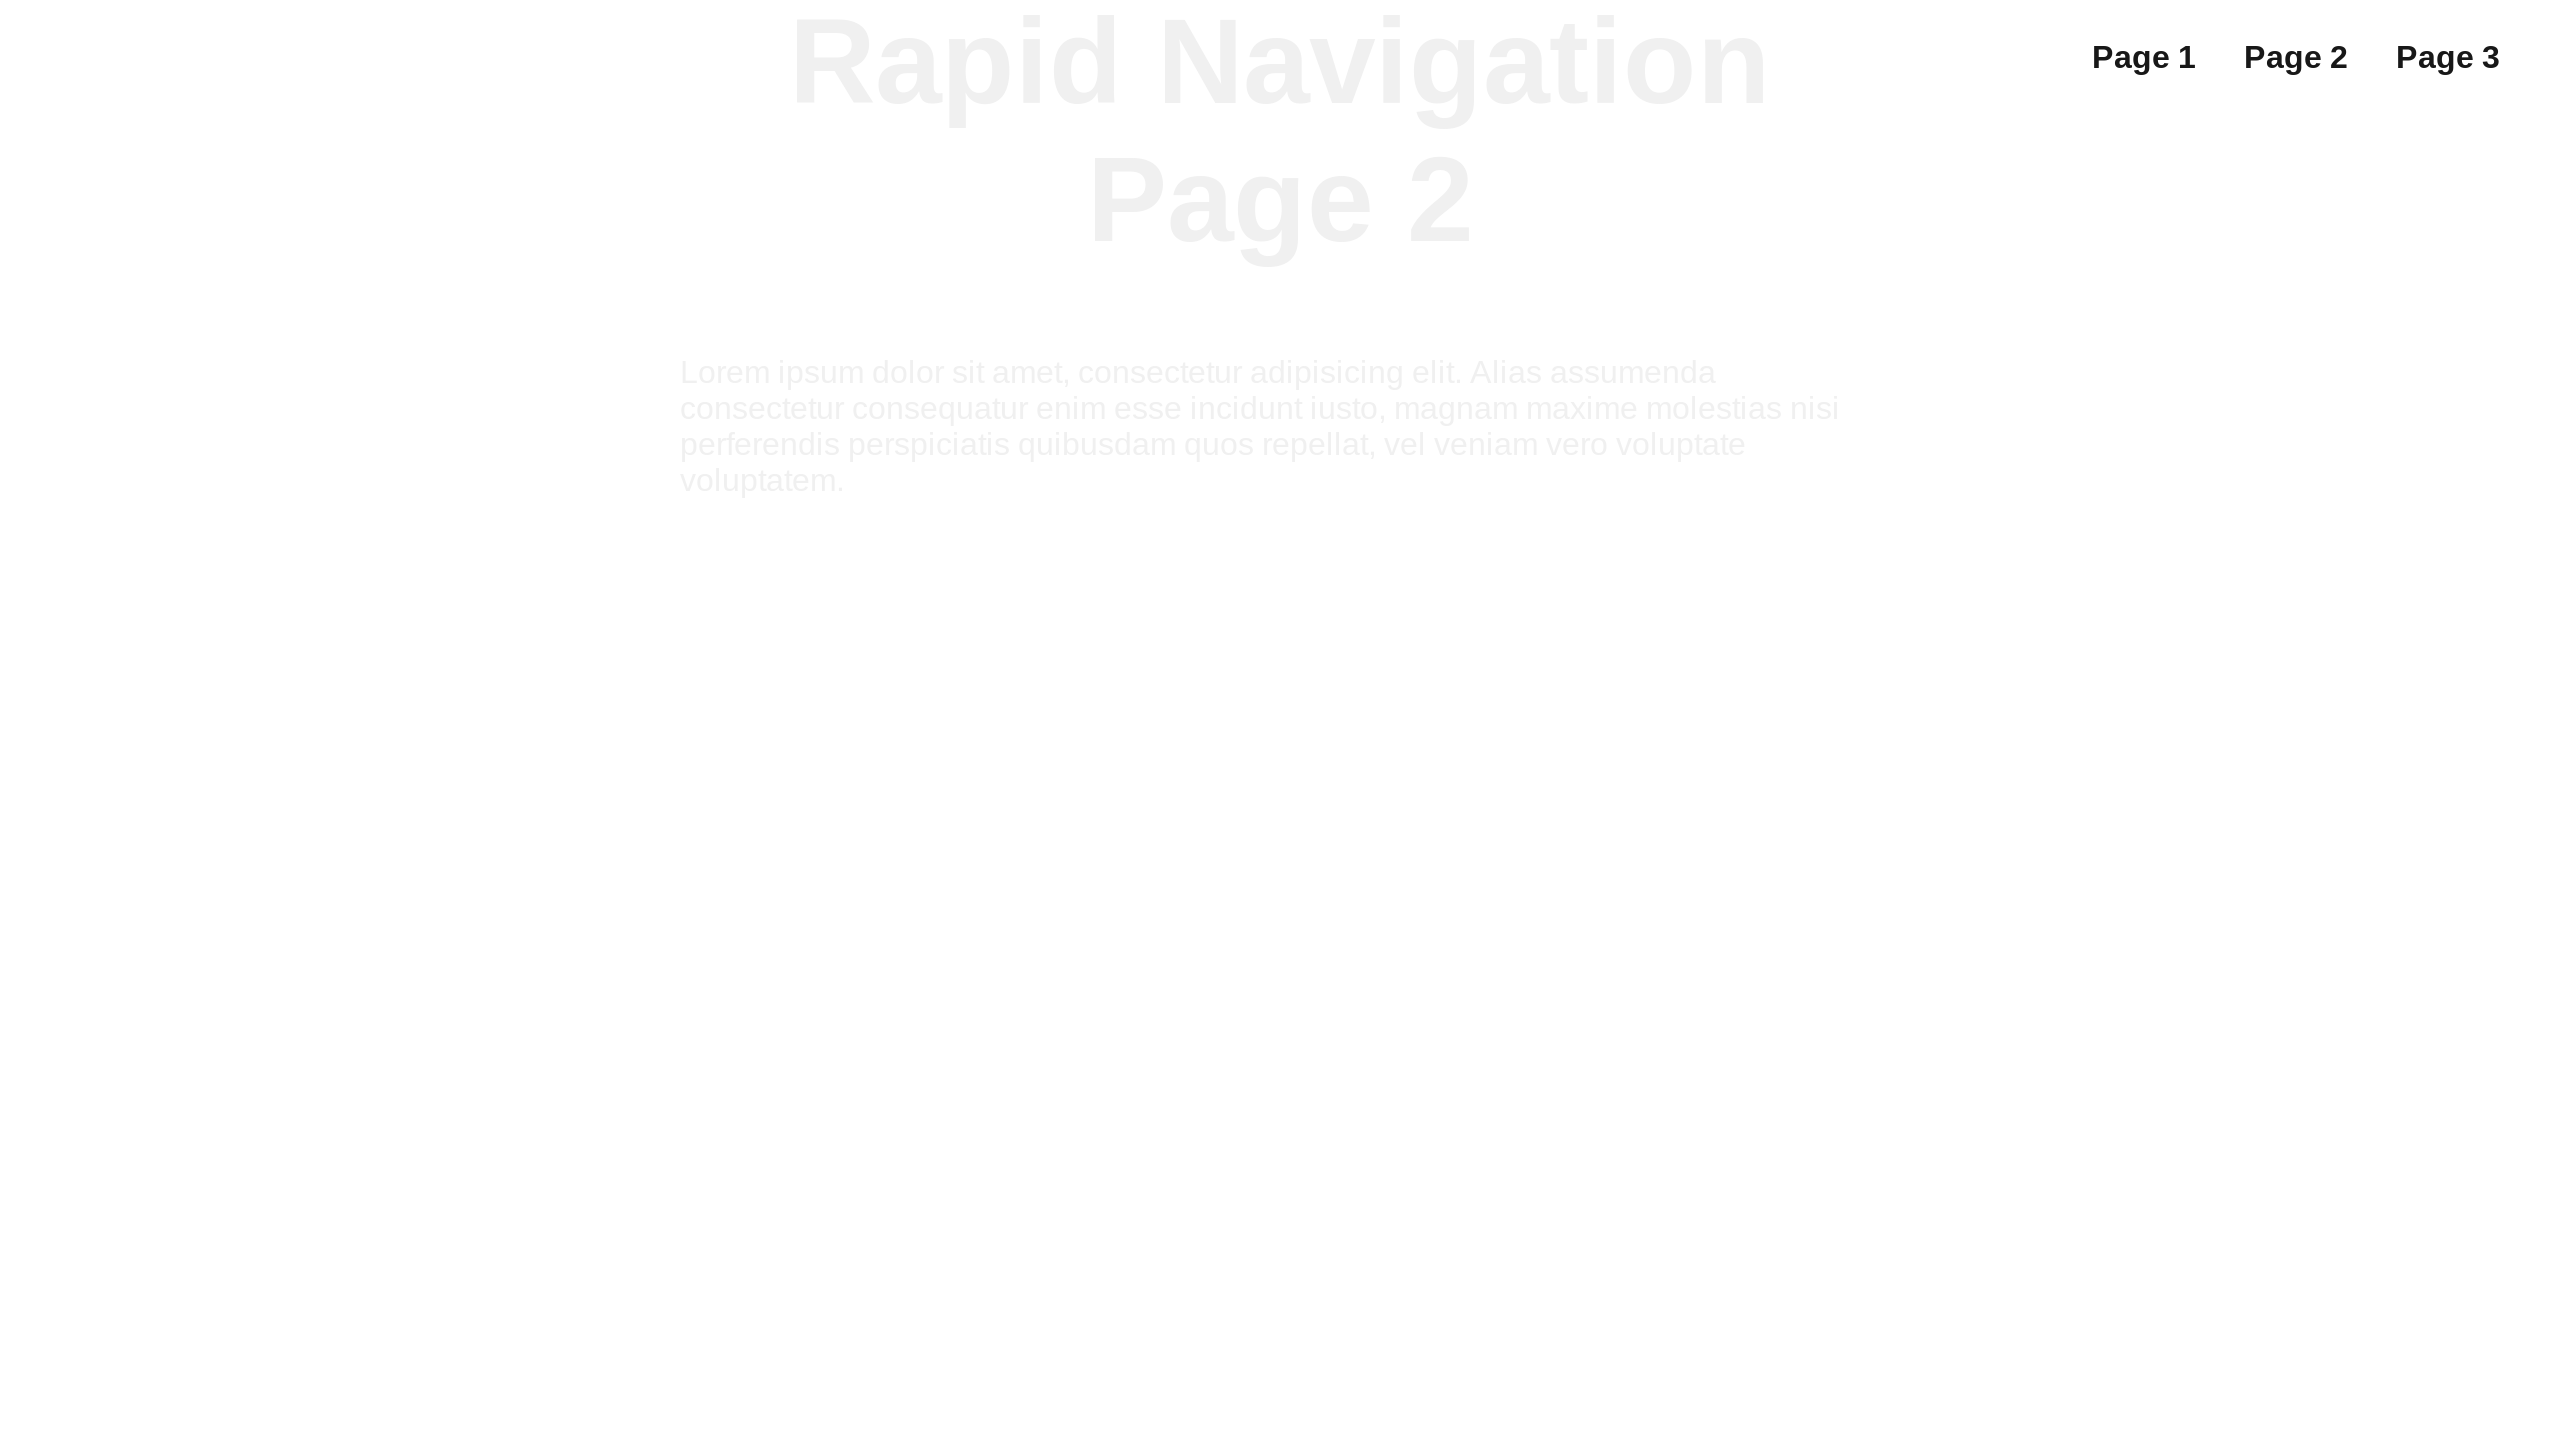 Rapid Navigation
Page 2
Page 1 Page 2 Page 3
Lorem ipsum dolor sit amet, consectetur adipisicing elit. Alias assumenda
consectetur consequatur enim esse incidunt iusto, magnam maxime molestias nisi
perferendis perspiciatis quibusdam quos repellat, vel veniam vero voluptate
voluptatem.